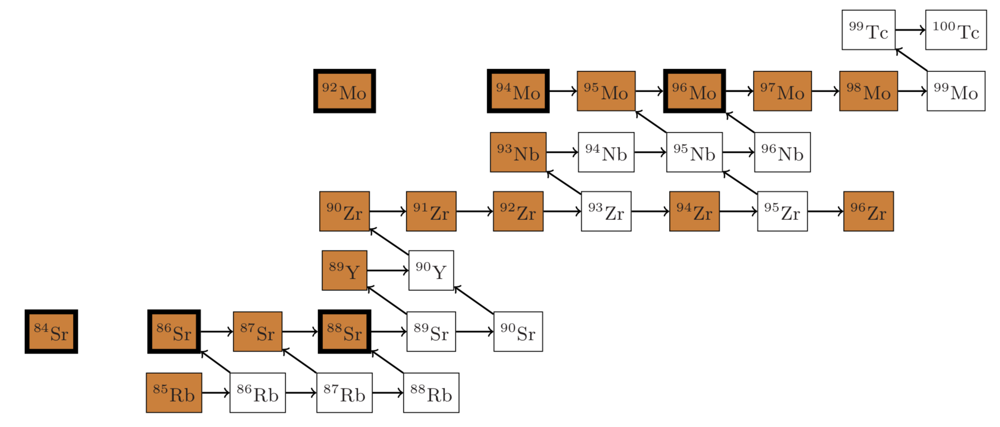 ⁹⁹Tc ¹⁰⁰Tc
⁹²Mo ⁹⁴Mo ⁹⁵Mo ⁹⁶Mo ⁹⁷Mo ⁹⁸Mo ⁹⁹Mo
⁹³Nb ⁹⁴Nb ⁹⁵Nb ⁹⁶Nb
⁹⁰Zr ⁹¹Zr ⁹²Zr ⁹³Zr ⁹⁴Zr ⁹⁵Zr ⁹⁶Zr
⁸⁹Y ⁹⁰Y
⁸⁴Sr ⁸⁶Sr ⁸⁷Sr ⁸⁸Sr ⁸⁹Sr ⁹⁰Sr
⁸⁵Rb ⁸⁶Rb ⁸⁷Rb ⁸⁸Rb